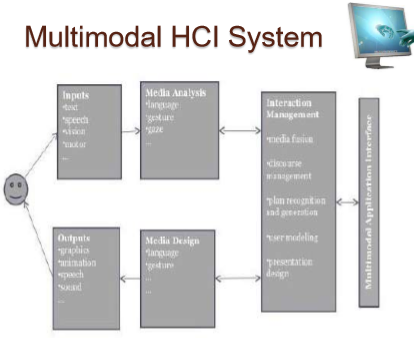 Multimodal HCI System
Inputs
•text
•speech
•vision
•motor
...
Media Analysis
•language
•gesture
•gaze
...
Interaction
Management
•media fusion
•discourse
management
•plan recognition
and generation
•user modeling
•presentation
design
Multimodal Application Interface
Outputs
•graphics
•animation
•speech
•sound
...
Media Design
•language
•gesture
...
...